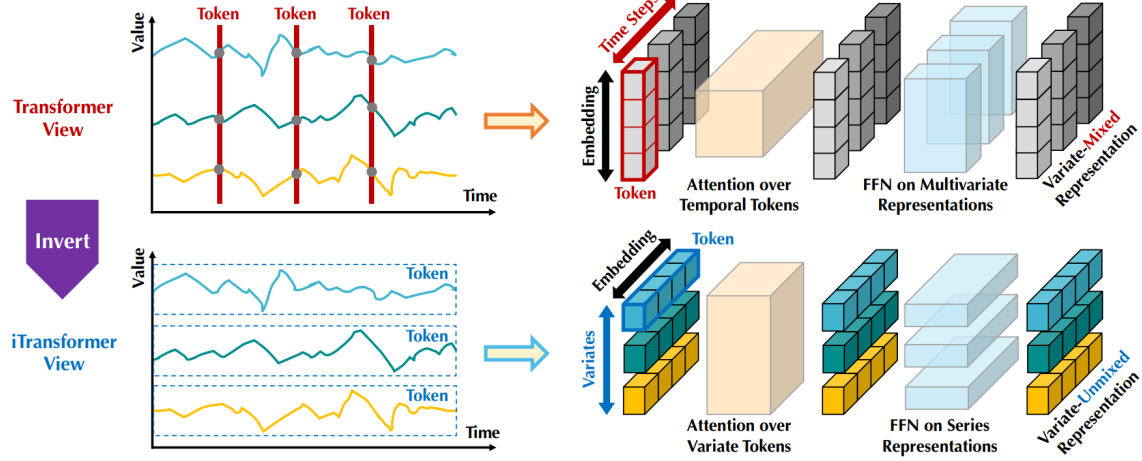 Token
Token
Token
Value
Time
Transformer
View
Time Steps
Embedding
Token
Attention over
Temporal Tokens
FFN on Multivariate
Representations
Variate-Mixed
Representation
Invert
Value
Token
Token
Token
Time
iTransformer
View
Embedding
Token
Variates
Attention over
Variate Tokens
FFN on Series
Representations
Variate-Unmixed
Representation